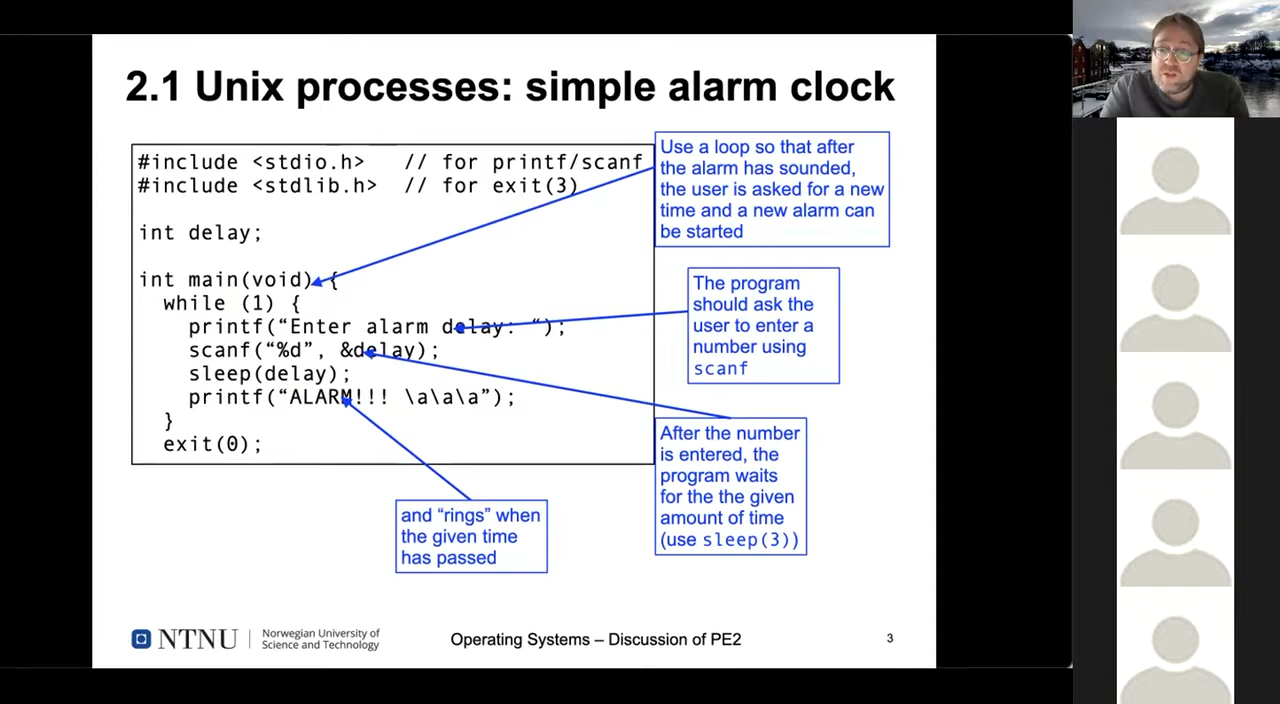 2.1 Unix processes: simple alarm clock
#include <stdio.h>   // for printf/scanf
#include <stdlib.h>  // for exit(3)
int delay;
int main(void) {
  while (1) {
    printf(“Enter alarm delay: “);
    scanf(“%d”, &delay);
    sleep(delay);
    printf(“ALARM!!! \a\a\a”);
  }
  exit(0);
Use a loop so that after
the alarm has sounded,
the user is asked for a new
time and a new alarm can
be started
The program
should ask the
user to enter a
number using
scanf
After the number
is entered, the
program waits
for the the given
amount of time
(use sleep(3))
and “rings” when
the given time
has passed
NTNU
Norwegian University of
Science and Technology
Operating Systems – Discussion of PE2
3